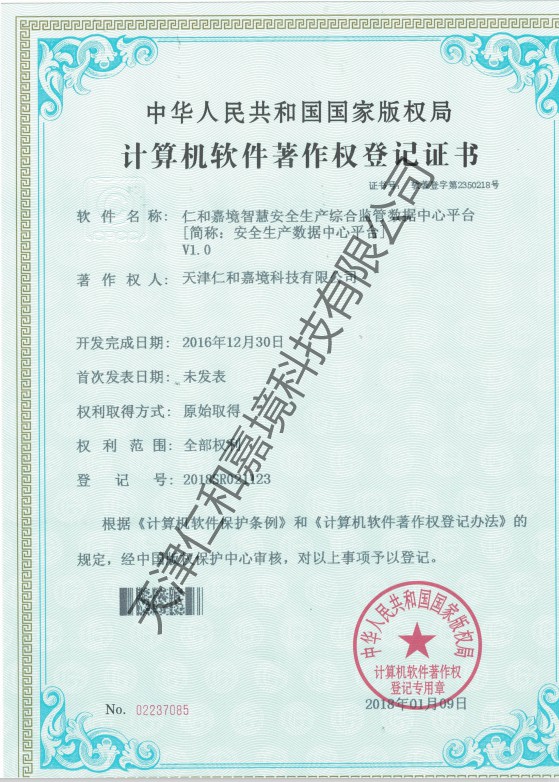 中华人民共和国国家版权局
计算机软件著作权登记证书
证书号： 软著登字第2350218号
软件名称： 仁和嘉境智慧安全生产综合监管数据中心平台
[简称：安全生产数据中心平台]
V1.0
著作权人： 天津仁和嘉境科技有限公司
开发完成日期： 2016年12月30日
首次发表日期： 未发表
权利取得方式： 原始取得
权利范围： 全部权利
登记号： 2018SR021123
根据《计算机软件保护条例》和《计算机软件著作权登记办法》的
规定，经中国版权保护中心审核，对以上事项予以登记。
天津仁和嘉境科技有限公司
中华人民共和国国家版权局
计算机软件著作权
登记专用章
No. 02237085
2018年01月09日